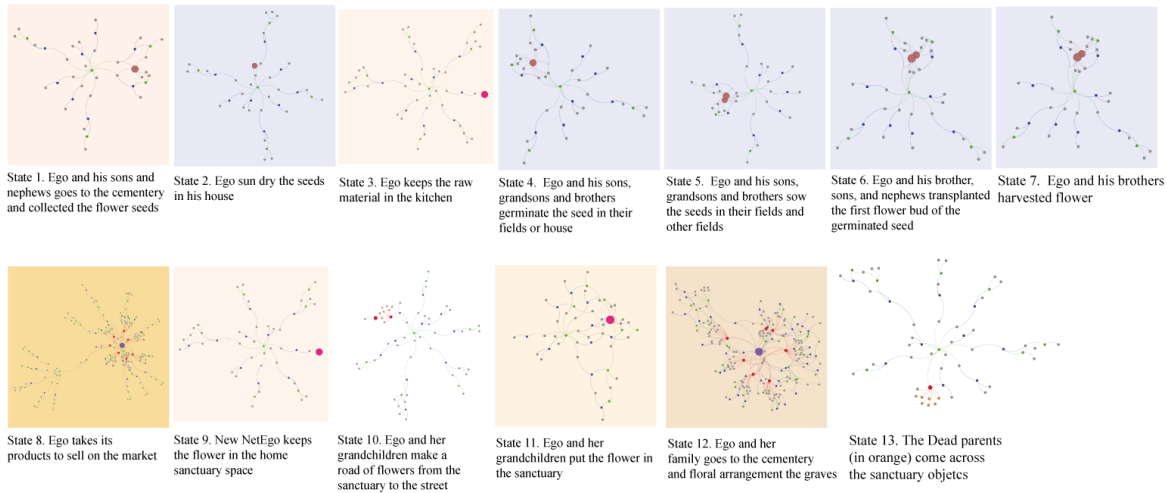 State 1. Ego and his sons and
nephews goes to the cementery
and collected the flower seeds
State 2. Ego sun dry the seeds
in his house
State 3. Ego keeps the raw
material in the kitchen
State 4. Ego and his sons,
grandsons and brothers
germinate the seed in their
fields or house
State 5. Ego and his sons,
grandsons and brothers sow
the seeds in their fields and
other fields
State 6. Ego and his brother,
sons, and nephews transplanted
the first flower bud of the
germinated seed
State 7. Ego and his brothers
harvested flower
State 8. Ego takes its
products to sell on the market
State 9. New NetEgo keeps
the flower in the home
sanctuary space
State 10. Ego and her
grandchildren make a
road of flowers from the
sanctuary to the street
State 11. Ego and her
grandchildren put the flower in
the sanctuary
State 12. Ego and her
family goes to the cementery
and floral arrangement the graves
State 13. The Dead parents
(in orange) come across
the sanctuary objetcs